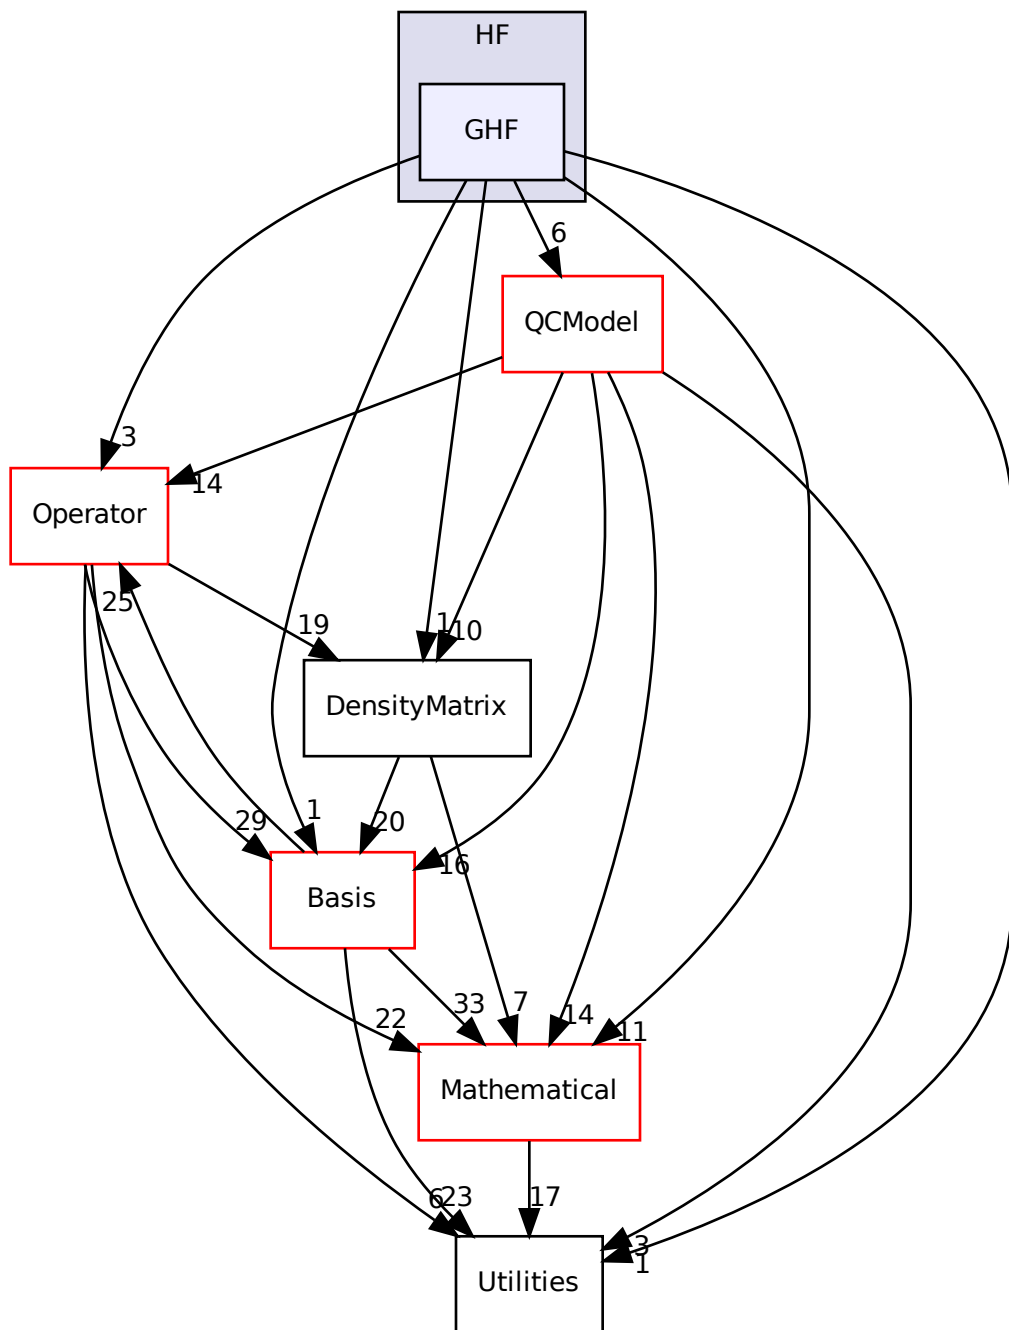 HF
GHF
6
QCModel
3
14
Operator
25
19
1
10
DensityMatrix
29
1
20
16
Basis
22
33
7
14
11
Mathematical
6
23
17
3
1
Utilities